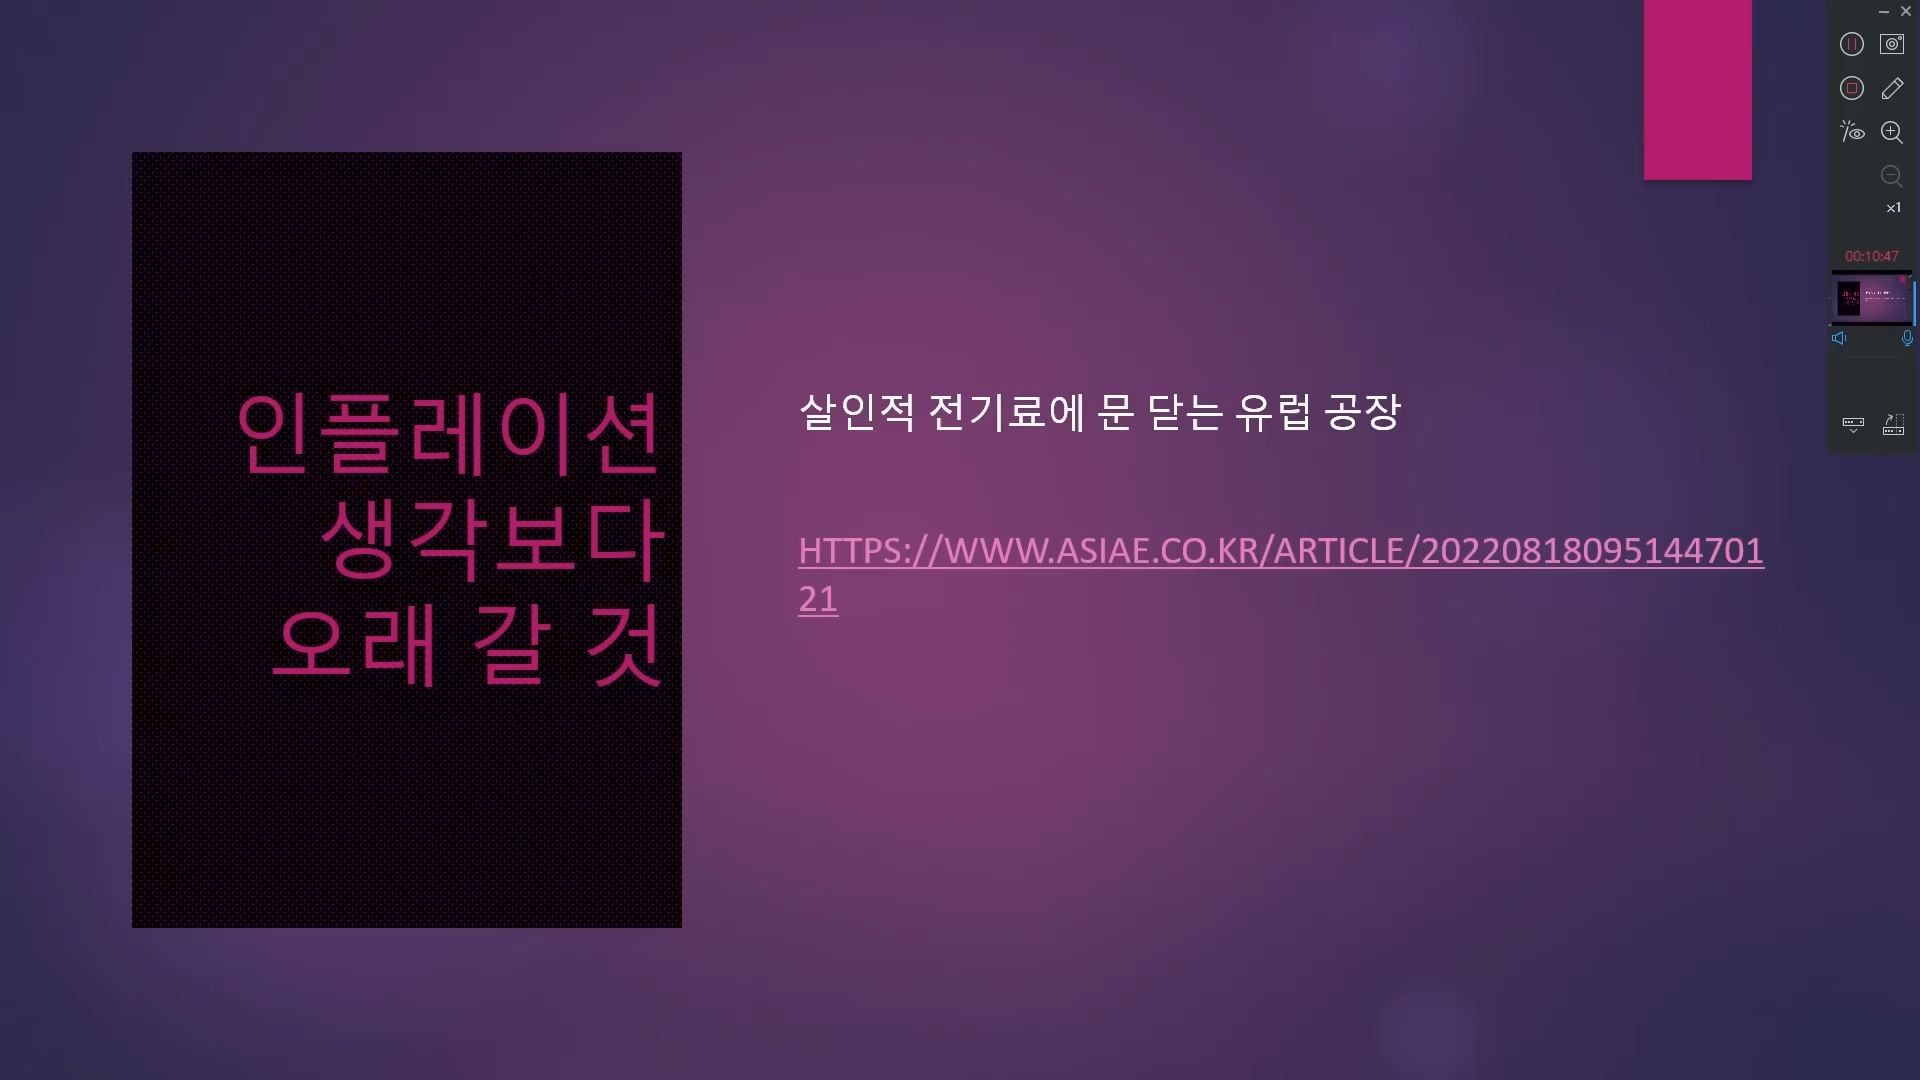 인플레이션
생각보다
오래 갈 것
살인적 전기료에 문 닫는 유럽 공장
HTTPS://WWW.ASIAE.CO.KR/ARTICLE/20220818095144701
21
x1
00:10:47